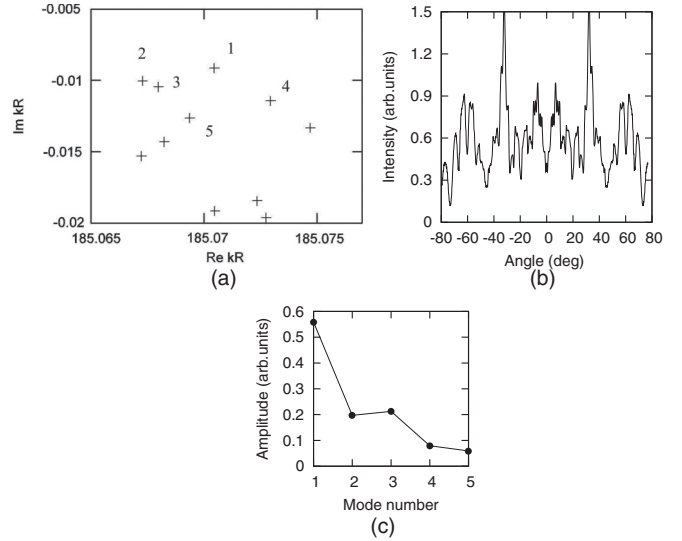 -0.005
-0.01
-0.015
-0.02
Im kR
1
2
3
4
5
185.065
185.07
185.075
Re kR
(a)
1.5
1.2
0.9
0.6
0.3
0
Intensity (arb.units)
-80 -60 -40 -20 0 20 40 60 80
Angle (deg)
(b)
0.6
0.5
0.4
0.3
0.2
0.1
0
Amplitude (arb.units)
1 2 3 4 5
Mode number
(c)